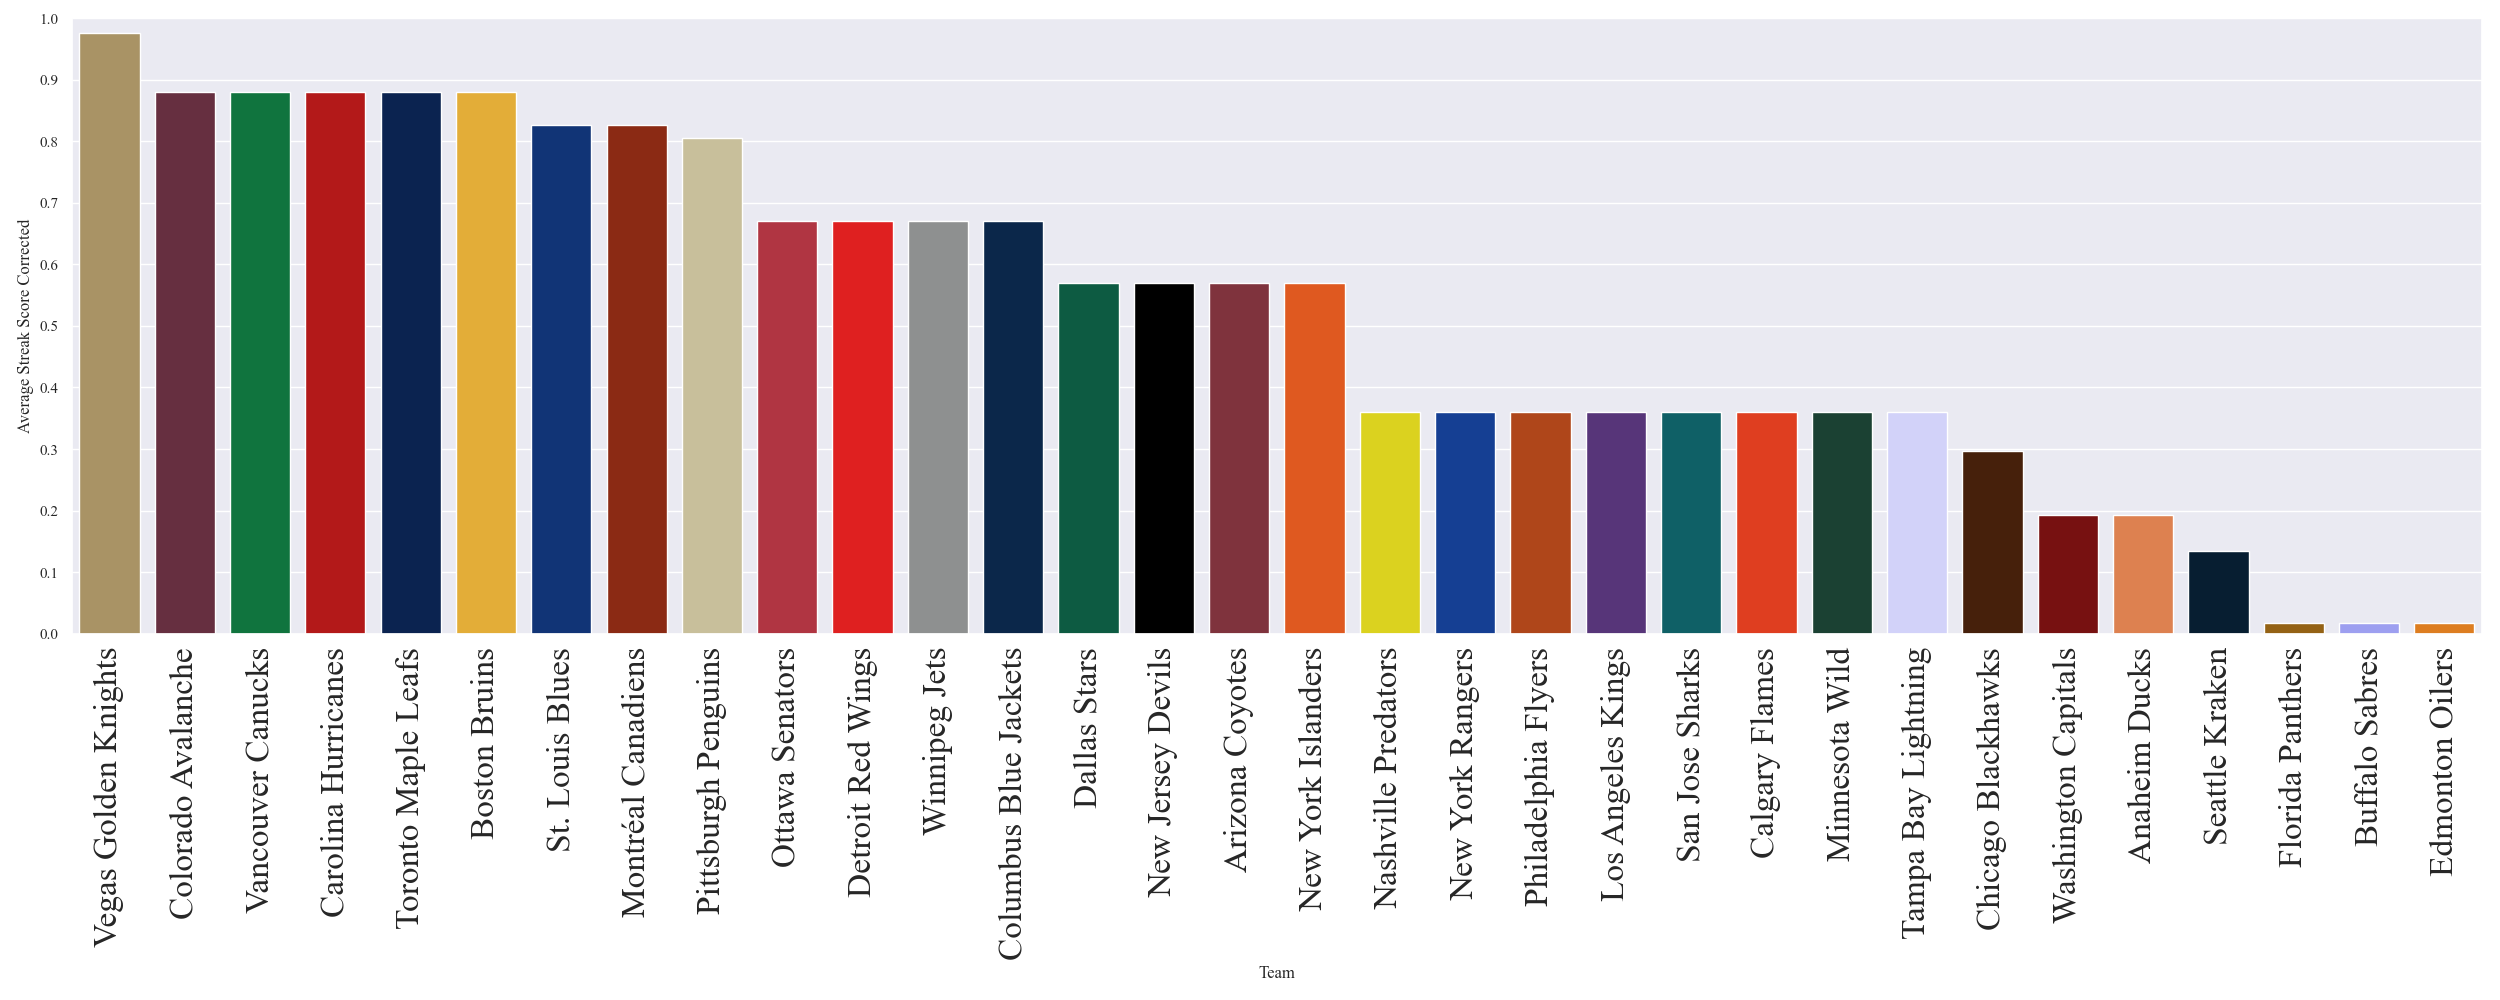 1.0
0.9
0.8
0.7
0.6
0.5
0.4
0.3
0.2
0.1
0.0
Average Streak Score Corrected
Vegas Golden Knights
Colorado Avalanche
Vancouver Canucks
Carolina Hurricanes
Toronto Maple Leafs
Boston Bruins
St. Louis Blues
Montréal Canadiens
Pittsburgh Penguins
Ottawa Senators
Detroit Red Wings
Winnipeg Jets
Columbus Blue Jackets
Dallas Stars
New Jersey Devils
Arizona Coyotes
New York Islanders
Nashville Predators
New York Rangers
Philadelphia Flyers
Los Angeles Kings
San Jose Sharks
Calgary Flames
Minnesota Wild
Tampa Bay Lightning
Chicago Blackhawks
Washington Capitals
Anaheim Ducks
Seattle Kraken
Florida Panthers
Buffalo Sabres
Edmonton Oilers
Team